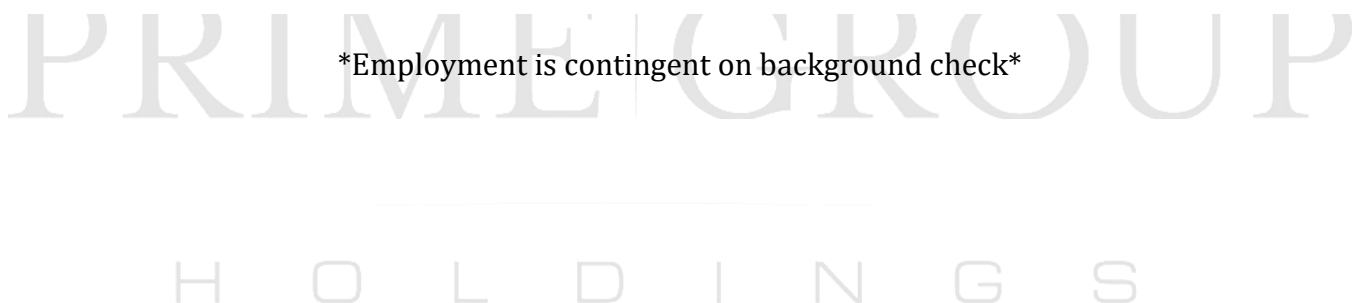 PRIME GROUP
*Employment is contingent on background check*
HOLDINGS